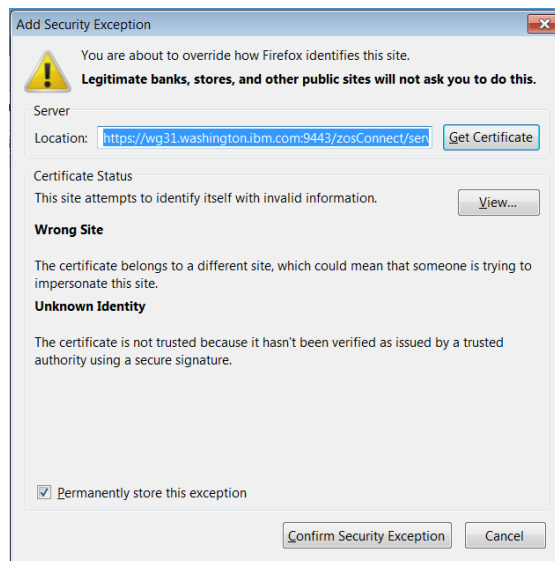 Add Security Exception
You are about to override how Firefox identifies this site.
Legitimate banks, stores, and other public sites will not ask you to do this.
Server
Location: https://wg31.washington.ibm.com:9443/zosConnect/serv Get Certificate
Certificate Status
This site attempts to identify itself with invalid information. View...
Wrong Site
The certificate belongs to a different site, which could mean that someone is trying to
impersonate this site.
Unknown Identity
The certificate is not trusted because it hasn't been verified as issued by a trusted
authority using a secure signature.
Permanently store this exception
Confirm Security Exception Cancel